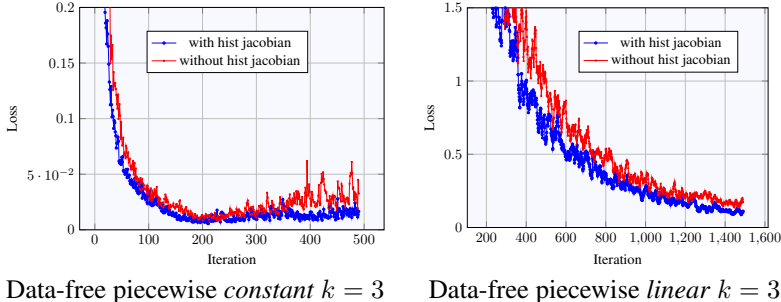 0.2
0.15
0.1
5 · 10⁻²
0
0 100 200 300 400 500
Loss
Iteration
with hist jacobian
without hist jacobian
Data-free piecewise constant k = 3
1.5
1
0.5
0
200 400 600 800 1,000 1,200 1,400 1,600
Loss
Iteration
with hist jacobian
without hist jacobian
Data-free piecewise linear k = 3